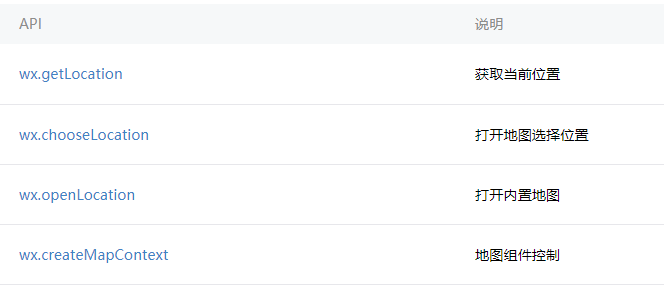 API 说明
wx.getLocation 获取当前位置
wx.chooseLocation 打开地图选择位置
wx.openLocation 打开内置地图
wx.createMapContext 地图组件控制